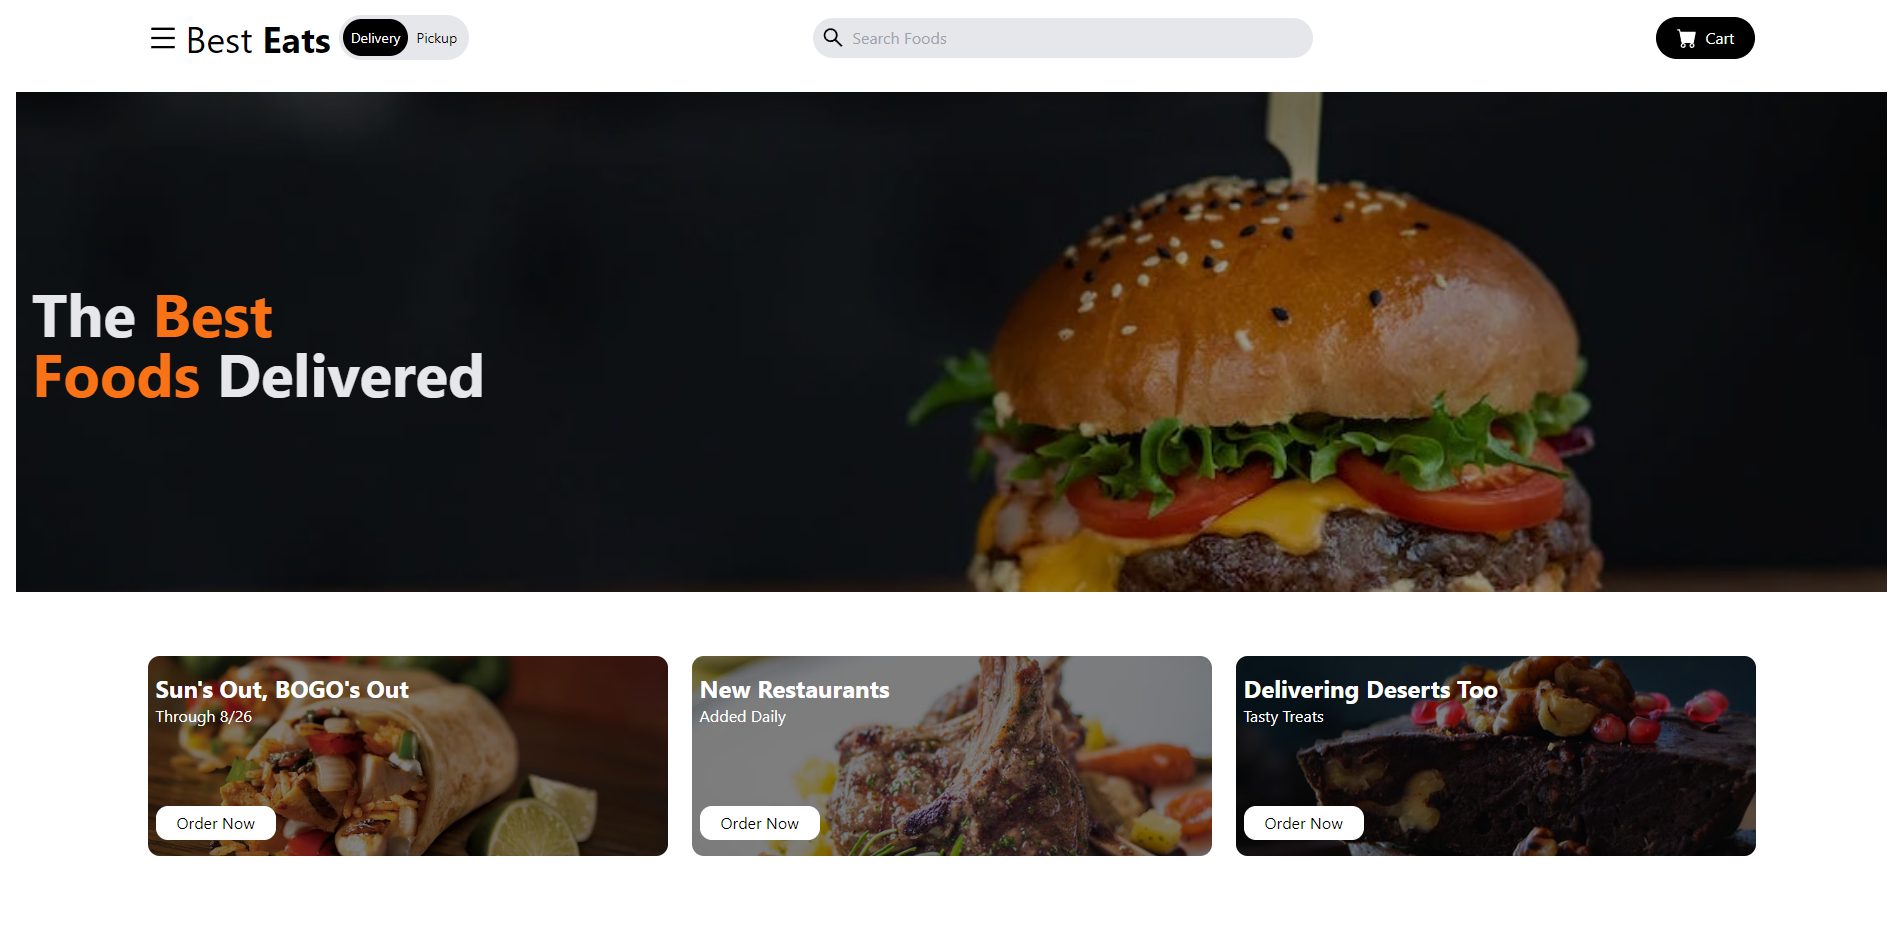 Best Eats
Delivery
Pickup
Search Foods
Cart
The Best
Foods Delivered
Sun's Out, BOGO's Out
Through 8/26
Order Now
New Restaurants
Added Daily
Order Now
Delivering Deserts Too
Tasty Treats
Order Now